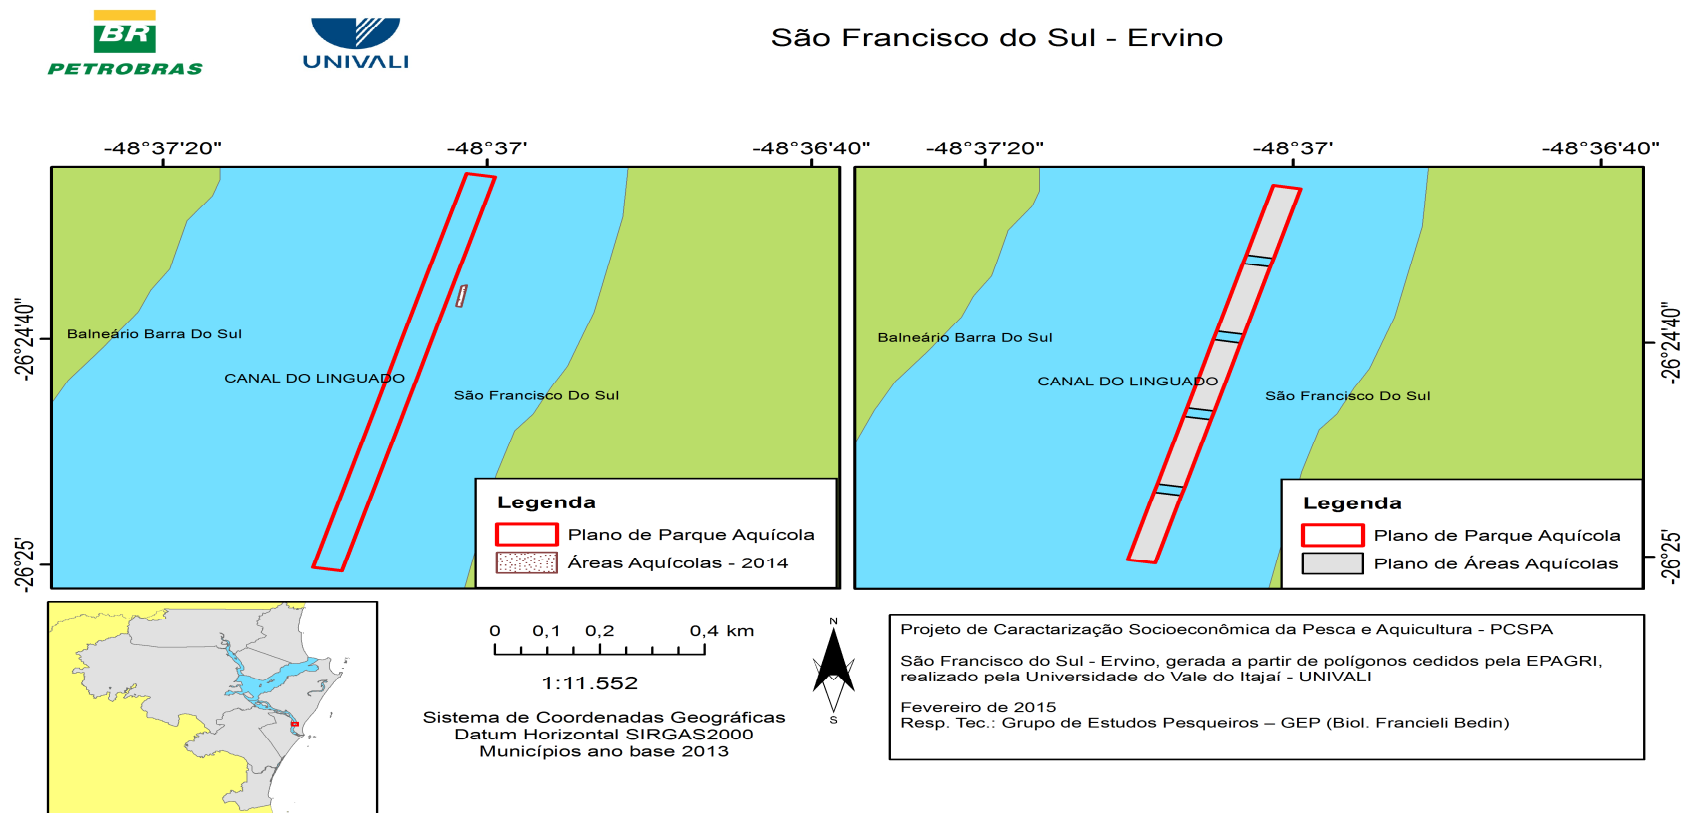 BR
PETROBRAS
UNIVALI
São Francisco do Sul - Ervino
-48°37'20"
-48°37'
-48°36'40"
-26°24'40"
-26°25'
Balneário Barra Do Sul
CANAL DO LINGUADO
São Francisco Do Sul
Legenda
Plano de Parque Aquícola
Áreas Aquícolas - 2014
-48°37'20"
-48°37'
-48°36'40"
-26°24'40"
-26°25'
Balneário Barra Do Sul
CANAL DO LINGUADO
São Francisco Do Sul
Legenda
Plano de Parque Aquícola
Plano de Áreas Aquícolas
0 0,1 0,2 0,4 km
1:11.552
Sistema de Coordenadas Geográficas
Datum Horizontal SIRGAS2000
Municípios ano base 2013
N
S
Projeto de Caractarização Socioeconômica da Pesca e Aquicultura - PCSPA
São Francisco do Sul - Ervino, gerada a partir de polígonos cedidos pela EPAGRI,
realizado pela Universidade do Vale do Itajaí - UNIVALI
Fevereiro de 2015
Resp. Tec.: Grupo de Estudos Pesqueiros – GEP (Biol. Francieli Bedin)